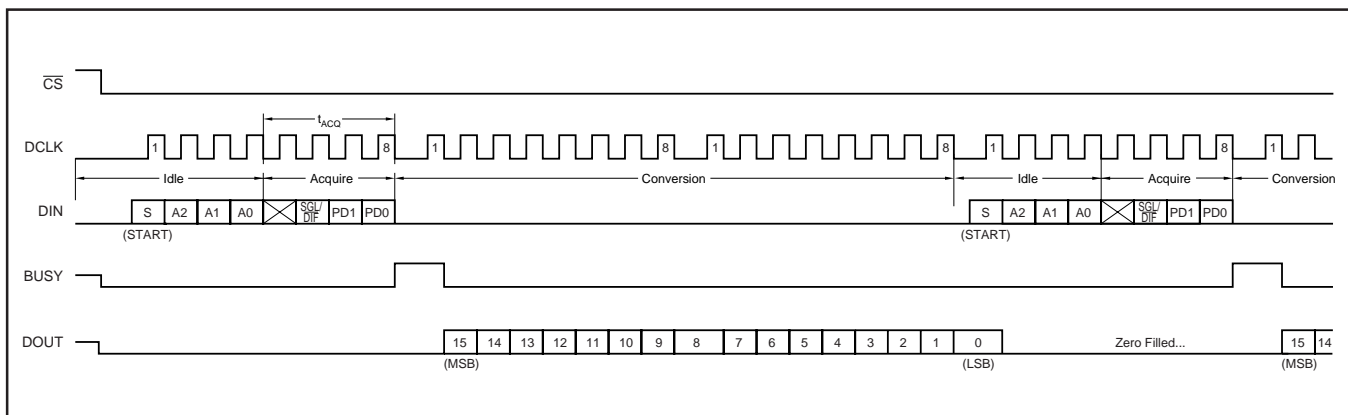 CS
t_ACQ
DCLK 1 8 1 8 1 8 1 8 1
Idle Acquire Conversion Idle Acquire Conversion
DIN S A2 A1 A0 SGL/DIF PD1 PD0 S A2 A1 A0 SGL/DIF PD1 PD0
(START) (START)
BUSY
DOUT 15 14 13 12 11 10 9 8 7 6 5 4 3 2 1 0 Zero Filled... 15 14
(MSB) (LSB) (MSB)